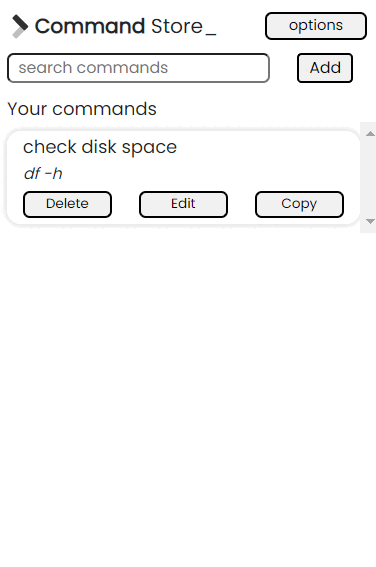 Command Store_
options
search commands
Add
Your commands
check disk space
df -h
Delete
Edit
Copy